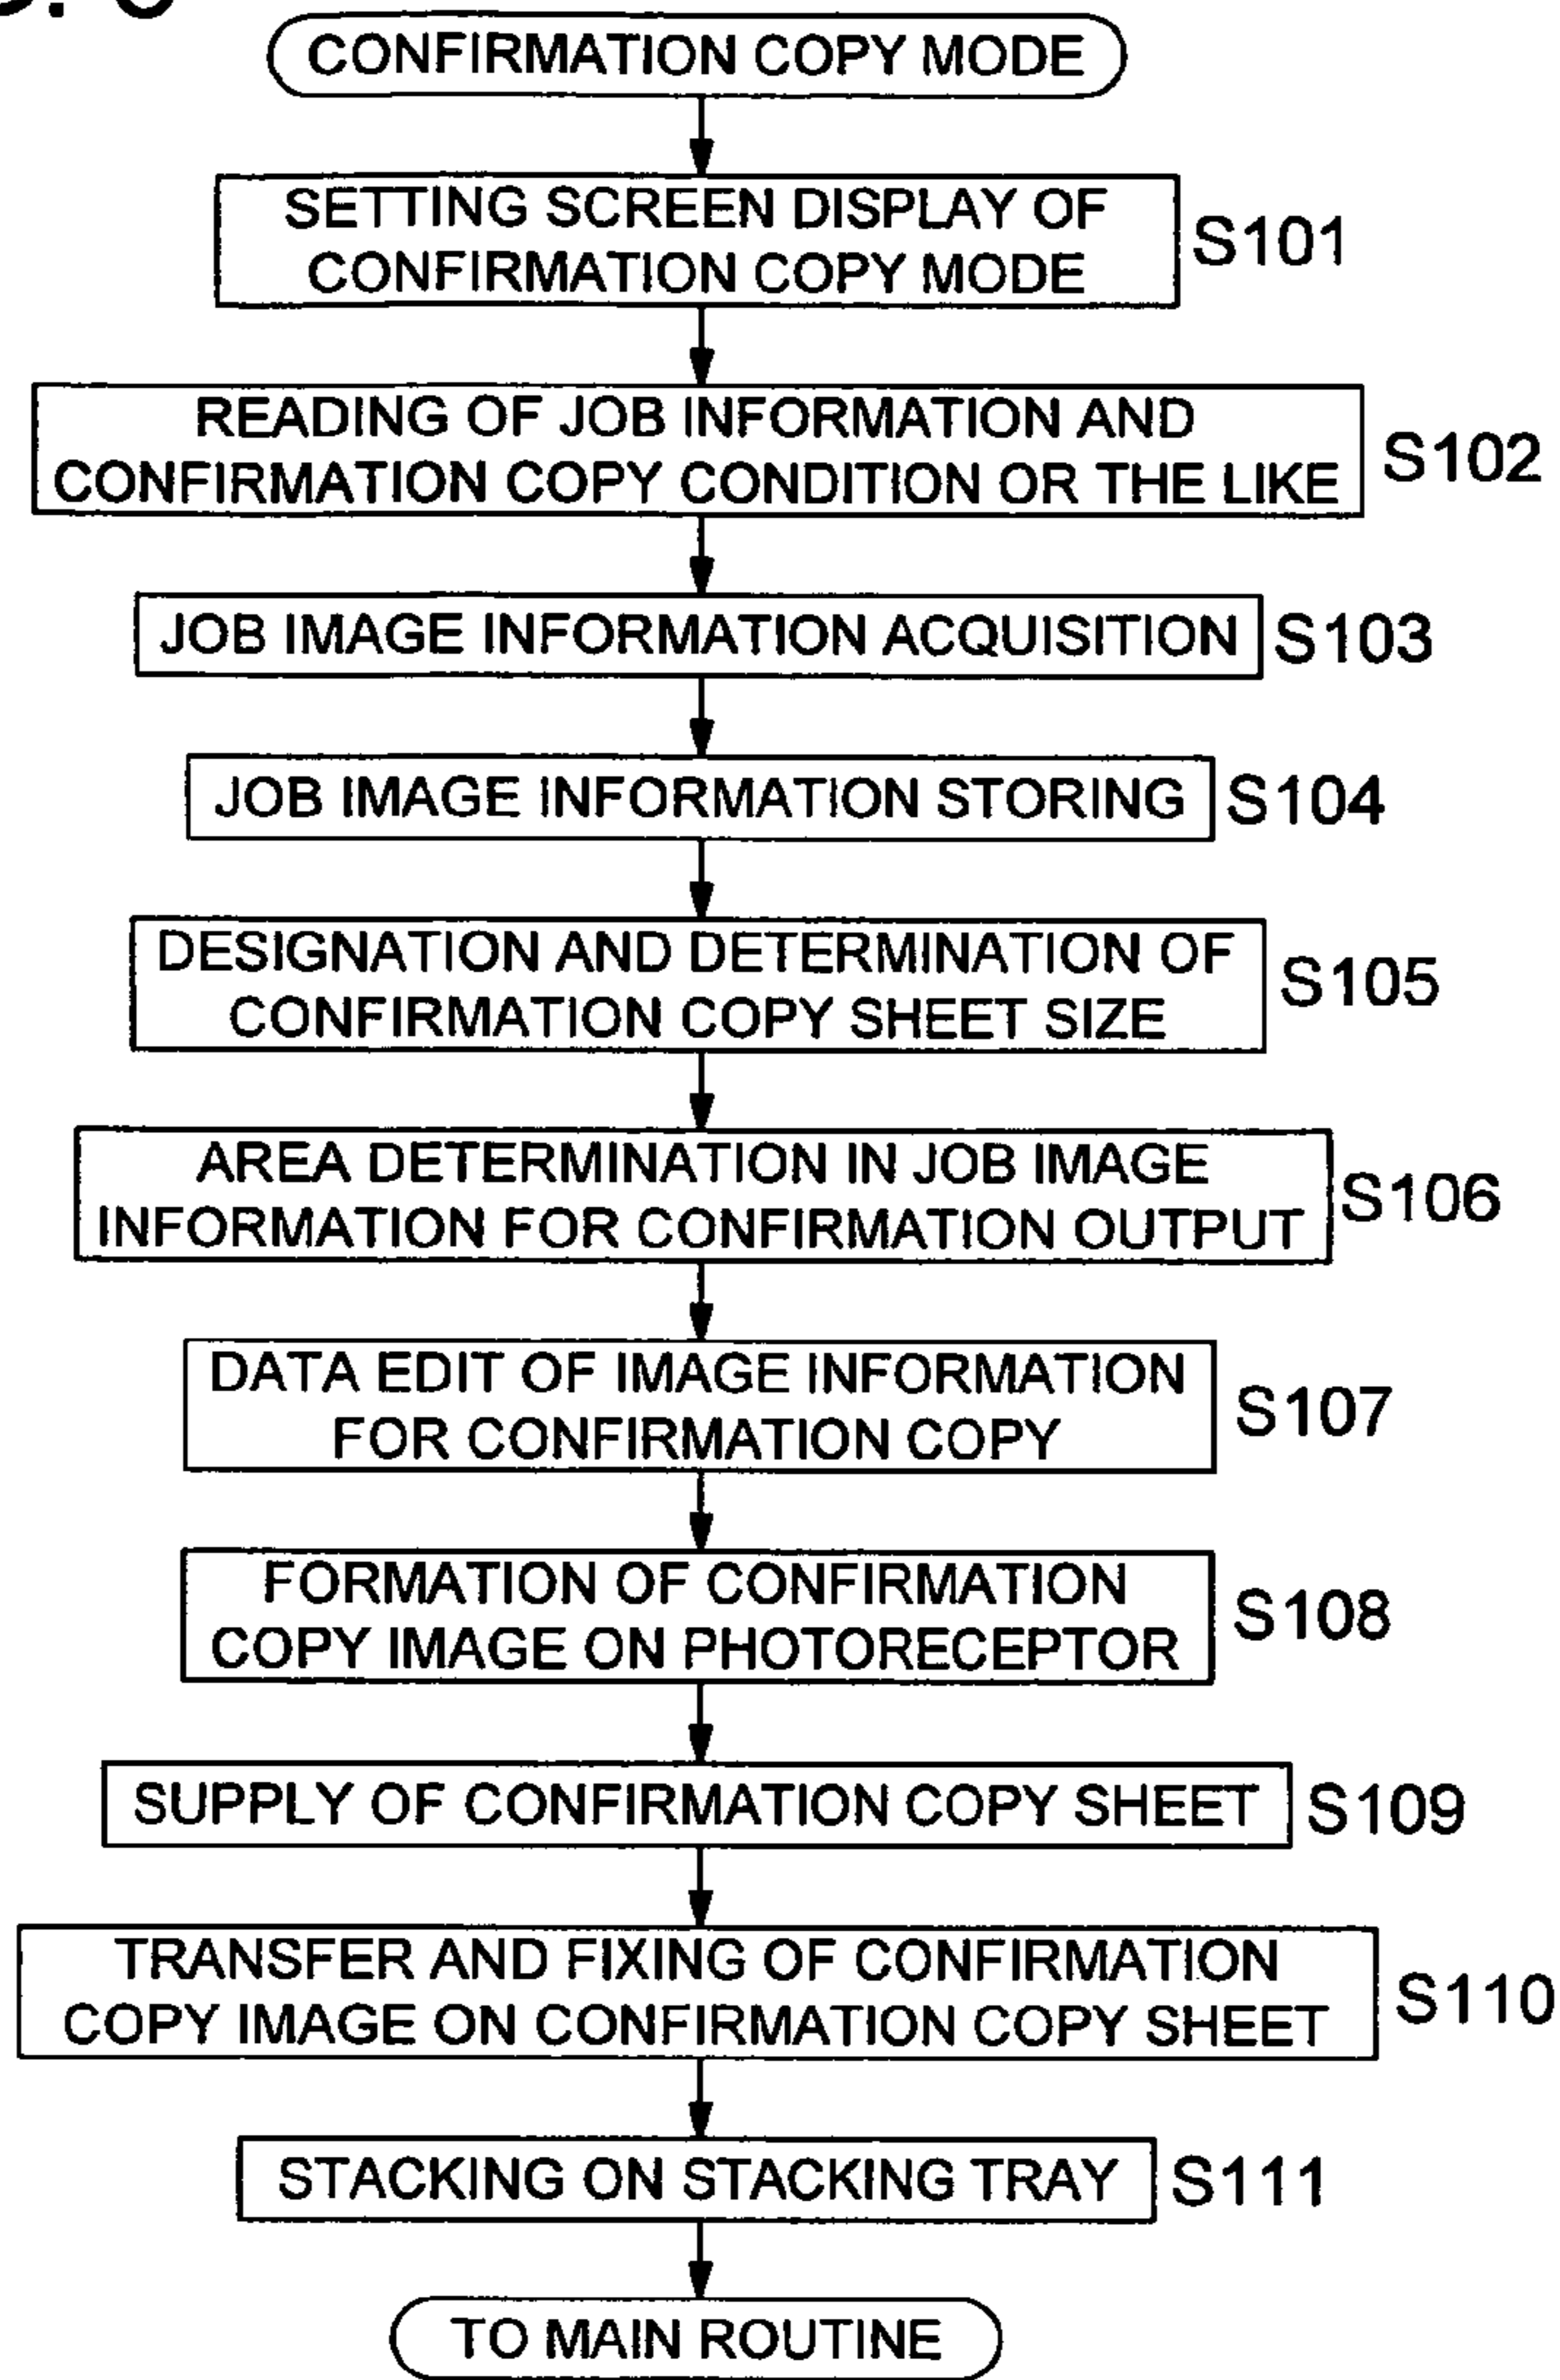 CONFIRMATION COPY MODE
SETTING SCREEN DISPLAY OF
CONFIRMATION COPY MODE
S101
READING OF JOB INFORMATION AND
CONFIRMATION COPY CONDITION OR THE LIKE
S102
JOB IMAGE INFORMATION ACQUISITION
S103
JOB IMAGE INFORMATION STORING
S104
DESIGNATION AND DETERMINATION OF
CONFIRMATION COPY SHEET SIZE
S105
AREA DETERMINATION IN JOB IMAGE
INFORMATION FOR CONFIRMATION OUTPUT
S106
DATA EDIT OF IMAGE INFORMATION
FOR CONFIRMATION COPY
S107
FORMATION OF CONFIRMATION
COPY IMAGE ON PHOTORECEPTOR
S108
SUPPLY OF CONFIRMATION COPY SHEET
S109
TRANSFER AND FIXING OF CONFIRMATION
COPY IMAGE ON CONFIRMATION COPY SHEET
S110
STACKING ON STACKING TRAY
S111
TO MAIN ROUTINE